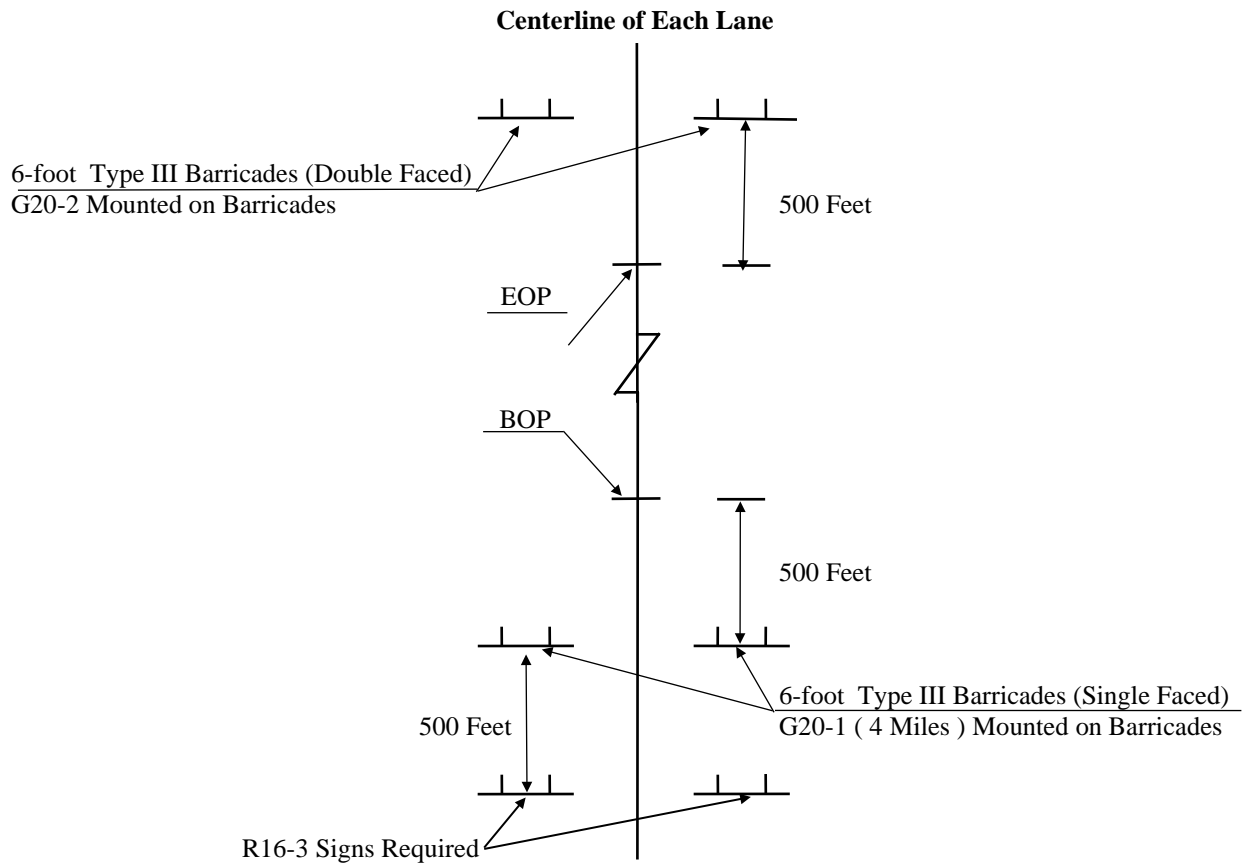 Centerline of Each Lane
6-foot  Type III Barricades (Double Faced)
G20-2 Mounted on Barricades
500 Feet
EOP
BOP
500 Feet
6-foot  Type III Barricades (Single Faced)
G20-1 ( 4 Miles ) Mounted on Barricades
500 Feet
R16-3 Signs Required